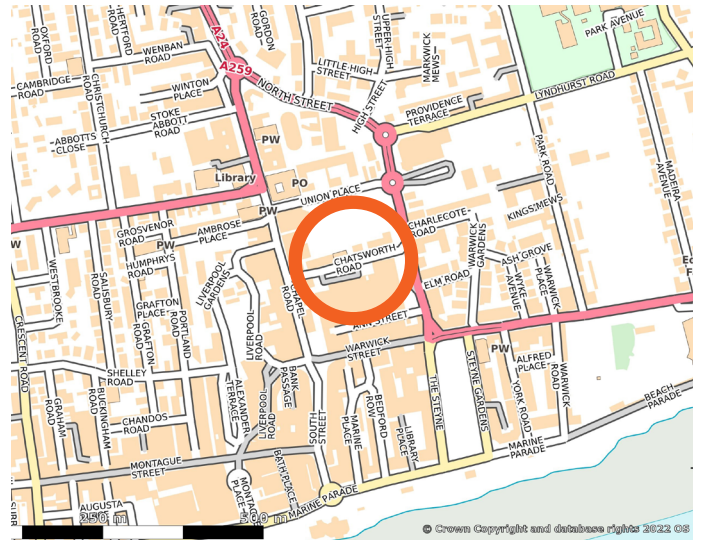 OXFORD
ROAD
HERTFORD
ROAD
WENBAN
ROAD
A24
A259
GORDON
ROAD
UPPER-HIGH
STREET
MARKWICK
MEWS
PARK AVENUE
LITTLE-HIGH
STREET
CAMBRIDGE
ROAD
CHRISTCHURCH
ROAD
WINTON
PLACE
NORTH STREET
HIGH STREET
PROVIDENCE
TERRACE
LYNDHURST ROAD
STOKE
ABBOTT
ROAD
ABBOTTS
CLOSE
PW
Library
PO
UNION PLACE
PARK ROAD
MADEIRA
AVENUE
GROSVENOR
ROAD
AMBROSE
PLACE
PW
PW
W
HUMPHRYS
ROAD
CHATSWORTH
ROAD
CHARLECOTE
ROAD
KINGS MEWS
WARWICK
GARDENS
ASH GROVE
WESTBROOKE
SALISBURY
ROAD
LIVERPOOL
GARDENS
CHAPEL
ROAD
ELM ROAD
WYKE
AVENUE
WARWICK
PLACE
GRAFTON
PLACE
GRAFTON
ROAD
PORTLAND
ROAD
LIVERPOOL
ROAD
ANN STREET
WARWICK
STREET
CRESCENT ROAD
SHELLEY
ROAD
BANK
PASSAGE
PW
ALFRED
PLACE
GRAHAM
ROAD
BUCKINGHAM
ROAD
CHANDOS
ROAD
ALEXANDER
TERRACE
LIVERPOOL
ROAD
SOUTH
STREET
MARINE
PLACE
BEDFORD
ROW
LIBRARY
PLACE
THE STEYNE
STEYNE GARDENS
YORK ROAD
WARWICK
ROAD
BEACH
PARADE
MARINE
PARADE
MONTAGUE
STREET
BATH PLACE
MARINE PARADE
AUGUSTA
250 m
500 m
© Crown Copyright and database rights 2022 OS